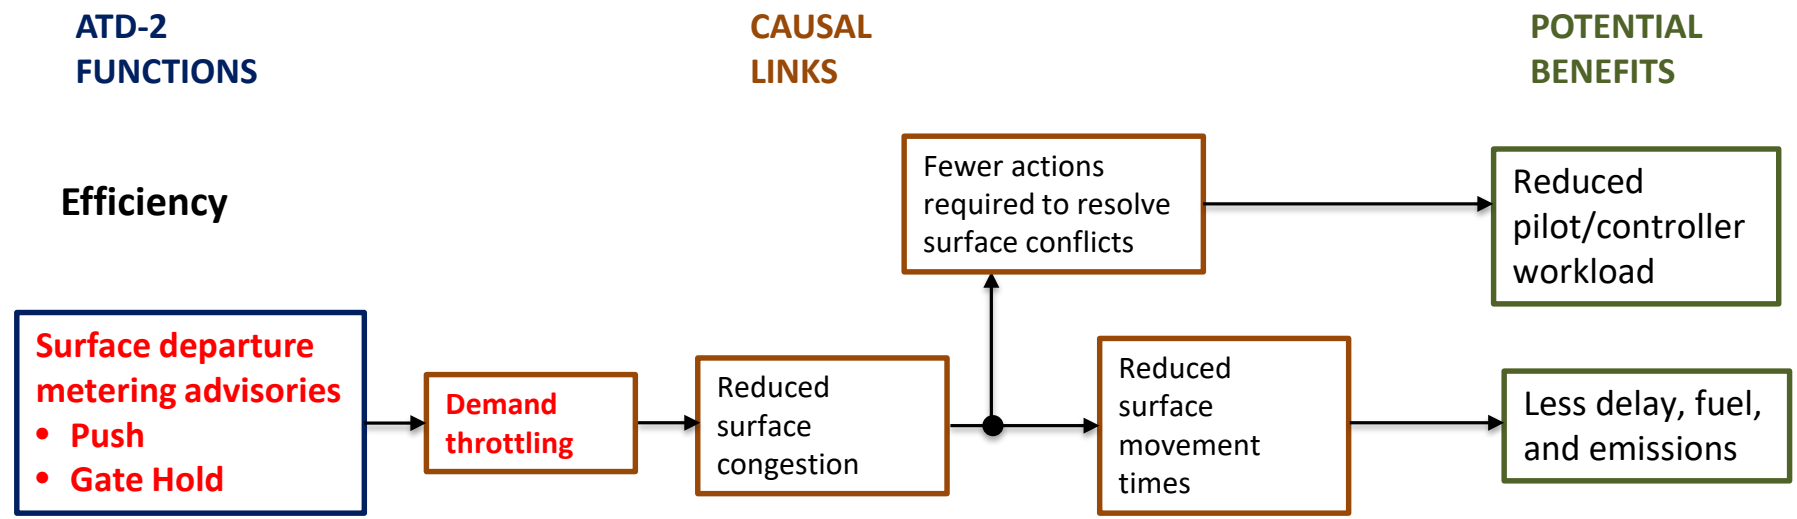 ATD-2
FUNCTIONS
CAUSAL
LINKS
POTENTIAL
BENEFITS
Efficiency
Fewer actions
required to resolve
surface conflicts
Reduced
pilot/controller
workload
Surface departure
metering advisories
• Push
• Gate Hold
Demand
throttling
Reduced
surface
congestion
Reduced
surface
movement
times
Less delay, fuel,
and emissions